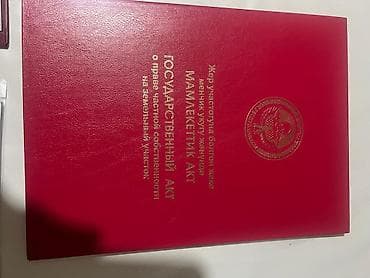 Жер участогуна болгон жеке
менчик укугу жөнүндө
МАМЛЕКЕТТИК АКТ
ГОСУДАРСТВЕННЫЙ АКТ
о праве частной собственности
на земельный участок